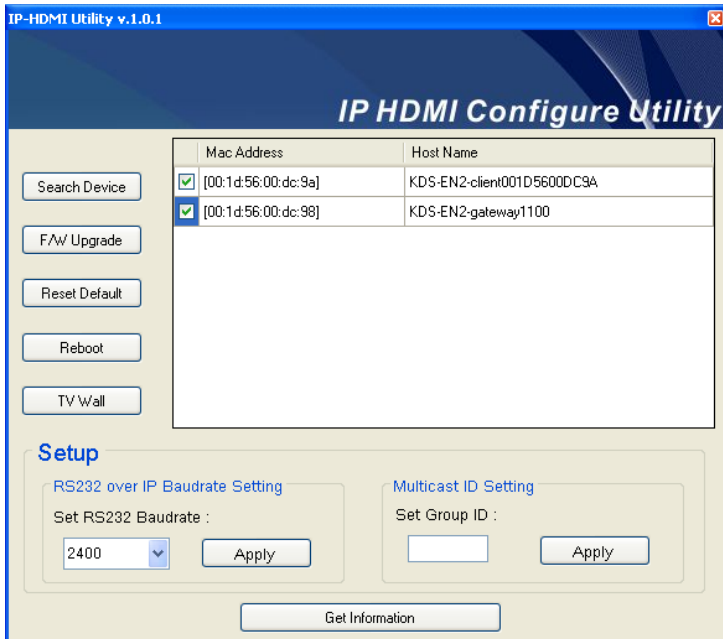 IP-HDMI Utility v.1.0.1
IP HDMI Configure Utility
Mac Address Host Name
[00:1d:56:00:dc:9a] KDS-EN2-client001D5600DC9A
[00:1d:56:00:dc:98] KDS-EN2-gateway1100
Search Device
F/W Upgrade
Reset Default
Reboot
TV Wall
Setup
RS232 over IP Baudrate Setting
Set RS232 Baudrate :
2400 Apply
Multicast ID Setting
Set Group ID :
Apply
Get Information